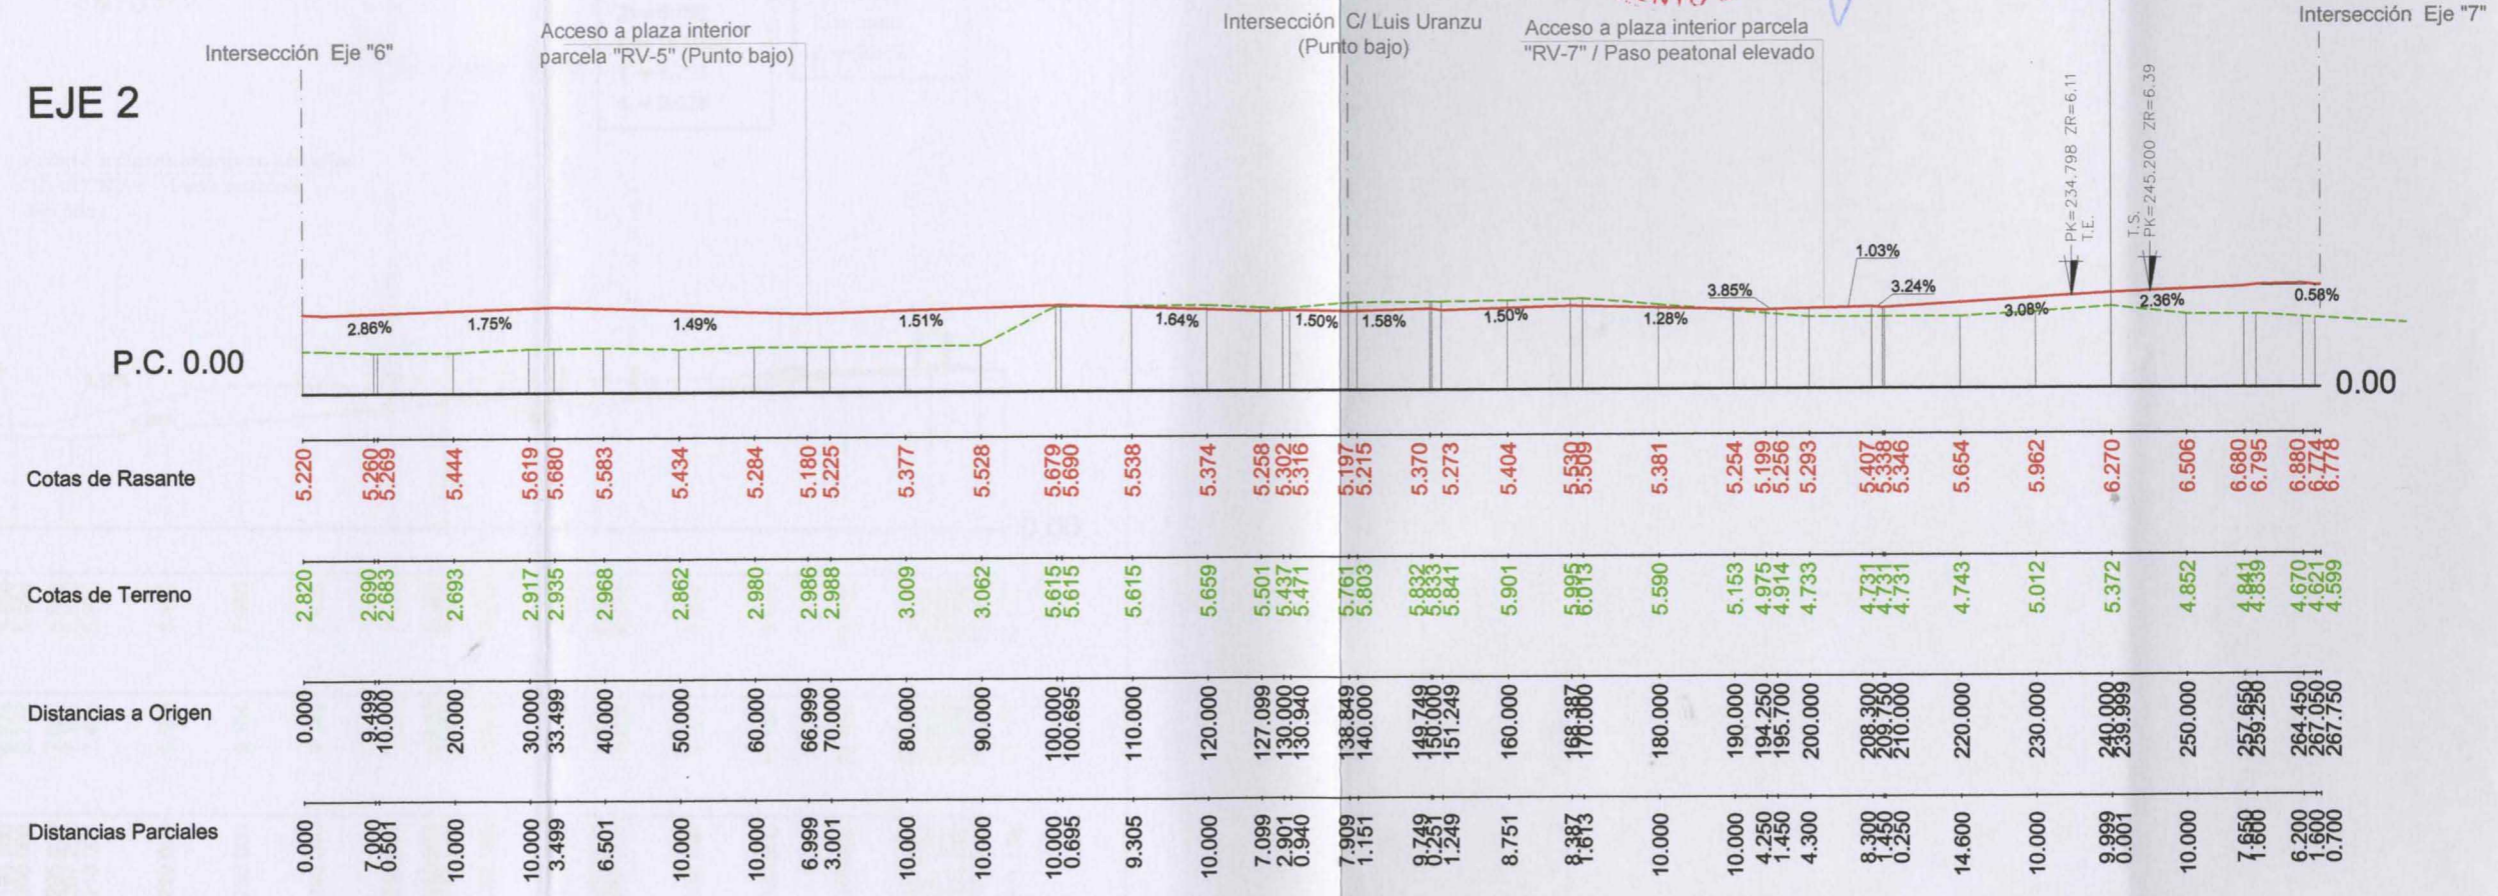 Intersección Eje "6"
Acceso a plaza interior
parcela "RV-5" (Punto bajo)
Intersección C/ Luis Uranzu
(Punto bajo)
Acceso a plaza interior parcela
"RV-7" / Paso peatonal elevado
Intersección Eje "7"
EJE 2
PK=234.798 ZR=6.11
T.E.
T.S.
PK=245.200 ZR=6.39
2.86%
1.75%
1.49%
1.51%
1.64%
1.50%
1.58%
1.50%
1.28%
3.85%
1.03%
3.24%
3.08%
2.36%
0.58%
P.C. 0.00
0.00
Cotas de Rasante
5.220 5.260 5.269 5.444 5.619 5.680 5.583 5.434 5.284 5.180 5.225 5.377 5.528 5.679 5.690 5.538 5.374 5.258 5.302 5.316 5.197 5.215 5.370 5.273 5.404 5.530 5.509 5.381 5.254 5.199 5.256 5.293 5.407 5.338 5.346 5.654 5.962 6.270 6.506 6.680 6.795 6.880 6.774 6.778
Cotas de Terreno
2.820 2.690 2.683 2.693 2.917 2.935 2.968 2.862 2.980 2.986 2.988 3.009 3.062 5.615 5.615 5.615 5.659 5.501 5.437 5.471 5.761 5.803 5.832 5.833 5.841 5.901 5.995 6.013 5.590 5.153 4.975 4.914 4.733 4.731 4.731 4.731 4.743 5.012 5.372 4.852 4.841 4.839 4.670 4.621 4.599
Distancias a Origen
0.000 10.000 20.000 30.000 33.499 40.000 50.000 60.000 66.999 70.000 80.000 90.000 100.000 100.695 110.000 120.000 127.099 130.000 130.940 138.849 140.000 149.749 150.000 151.249 160.000 168.387 170.000 180.000 190.000 194.250 195.700 200.000 208.300 209.750 210.000 220.000 230.000 240.000 239.999 250.000 257.650 259.250 264.450 267.050 267.750
Distancias Parciales
0.000 7.000 0.501 10.000 10.000 3.499 6.501 10.000 10.000 6.999 3.001 10.000 10.000 10.000 0.695 9.305 10.000 7.099 2.901 0.940 7.909 1.151 9.749 0.251 1.249 8.751 8.387 1.613 10.000 10.000 4.250 1.450 4.300 8.300 1.450 0.250 14.600 10.000 9.999 0.001 10.000 7.650 1.600 6.200 1.600 0.700